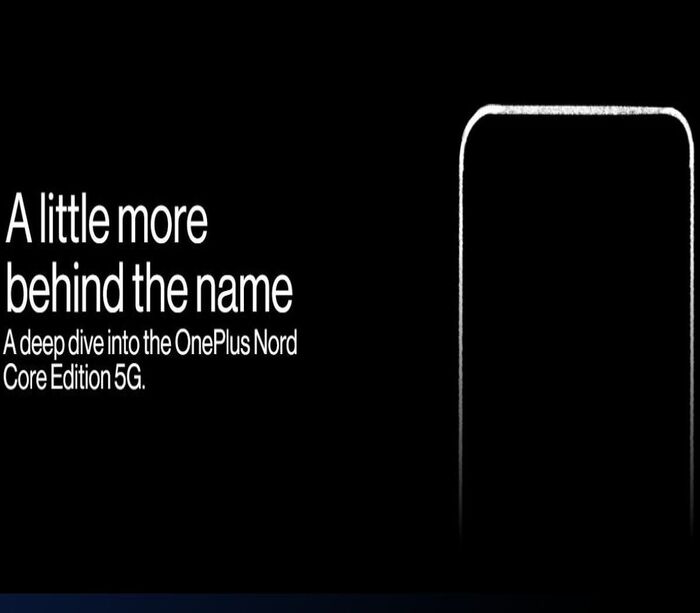 A little more
behind the name
A deep dive into the OnePlus Nord
Core Edition 5G.